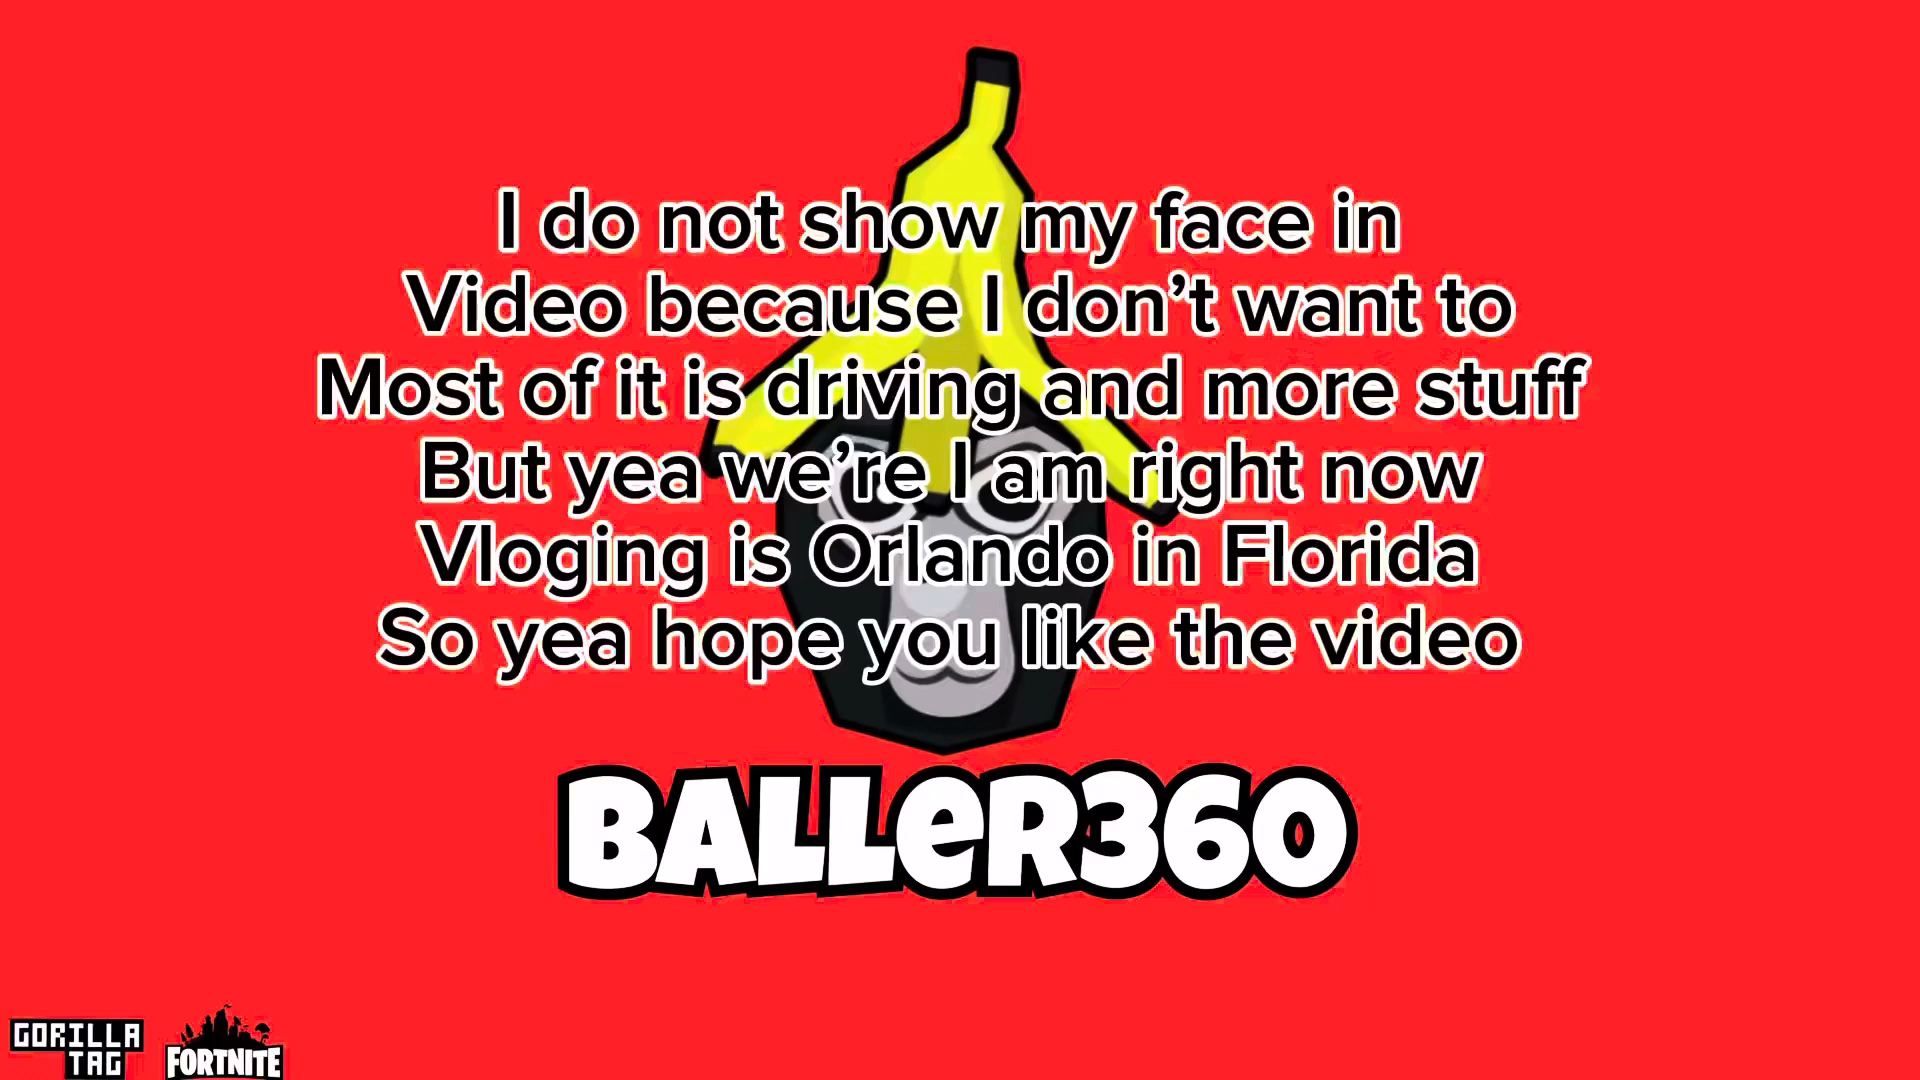 I do not show my face in
Video because I don’t want to
Most of it is driving and more stuff
But yea we’re I am right now
Vloging is Orlando in Florida
So yea hope you like the video
BALLeR360
GORILLA
TAG
FORTNITE